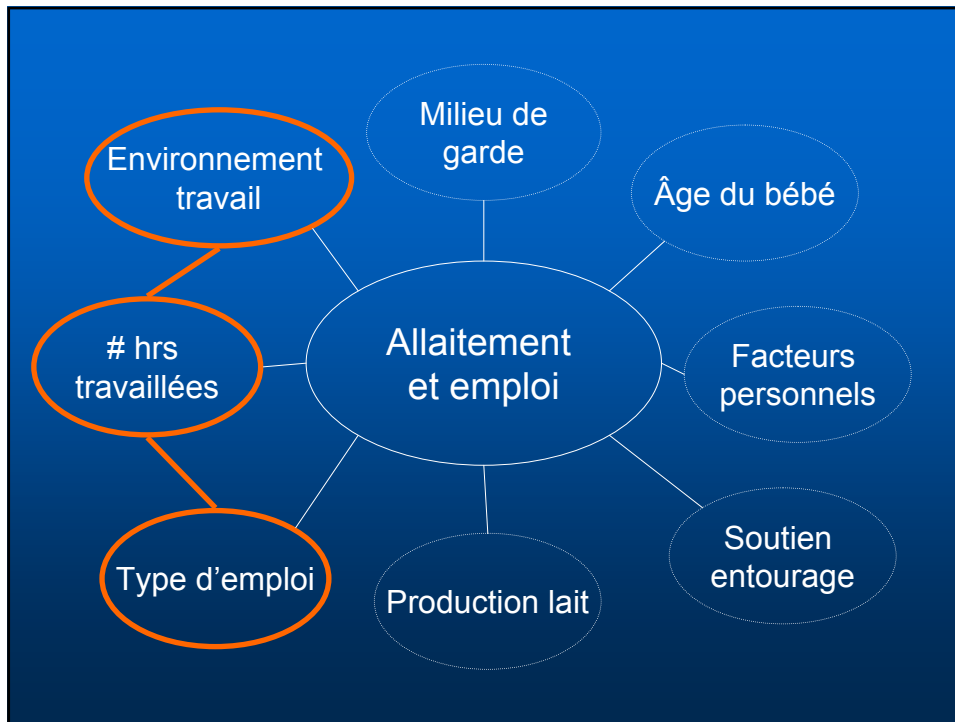 Milieu de
garde
Environnement
travail
Âge du bébé
# hrs
travaillées
Allaitement
et emploi
Facteurs
personnels
Type d’emploi
Production lait
Soutien
entourage